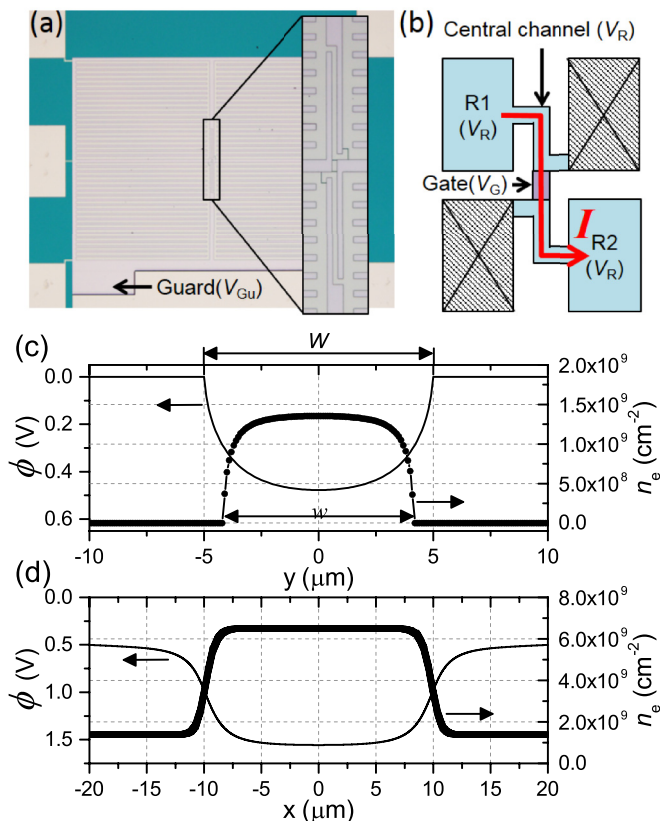 (a)
Guard(V_Gu)
(b)
Central channel (V_R)
R1
(V_R)
Gate(V_G)
I
R2
(V_R)
(c)
W
0.0
0.2
0.4
0.6
ϕ (V)
w
2.0x10^9
1.5x10^9
1.0x10^9
5.0x10^8
0.0
n_e (cm^-2)
-10 -5 0 5 10
y (μm)
(d)
0.0
0.5
1.0
1.5
ϕ (V)
8.0x10^9
6.0x10^9
4.0x10^9
2.0x10^9
0.0
n_e (cm^-2)
-20 -15 -10 -5 0 5 10 15 20
x (μm)